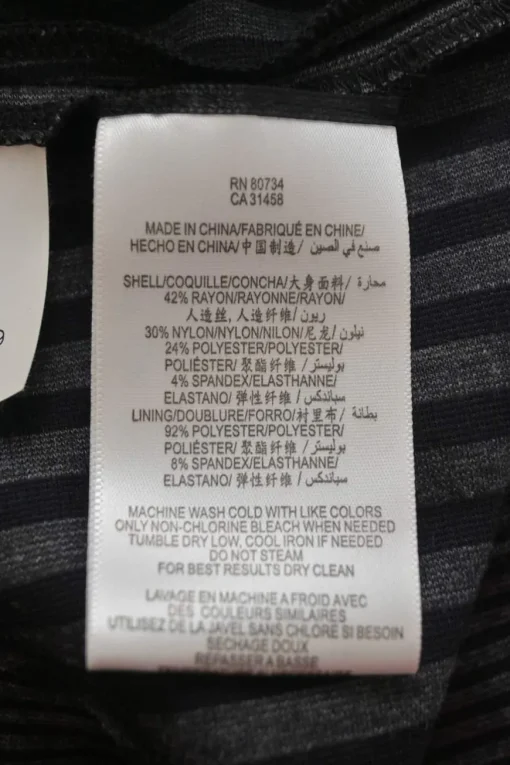 RN 80734
CA 31458
MADE IN CHINA/FABRIQUÉ EN CHINE/
HECHO EN CHINA/中国制造/ صنع في الصين
SHELL/COQUILLE/CONCHA/大身面料/ محارة
42% RAYON/RAYONNE/RAYON/
人造丝, 人造纤维/ ريون
30% NYLON/NYLON/NILON/尼龙/ نيلون
24% POLYESTER/POLYESTER/
POLIÉSTER/ 聚酯纤维 / بوليستر
4% SPANDEX/ELASTHANNE/
ELASTANO/ 弹性纤维 / سباندكس
LINING/DOUBLURE/FORRO/衬里布/ بطانة
92% POLYESTER/POLYESTER/
POLIÉSTER/ 聚酯纤维 / بوليستر
8% SPANDEX/ELASTHANNE/
ELASTANO/ 弹性纤维 / سباندكس
MACHINE WASH COLD WITH LIKE COLORS
ONLY NON-CHLORINE BLEACH WHEN NEEDED
TUMBLE DRY LOW, COOL IRON IF NEEDED
DO NOT STEAM
FOR BEST RESULTS DRY CLEAN
LAVAGE EN MACHINE A FROID AVEC
DES COULEURS SIMILAIRES
UTILISEZ DE LA JAVEL SANS CHLORE SI BESOIN
SECHAGE DOUX
REPASSER A BASSE
9